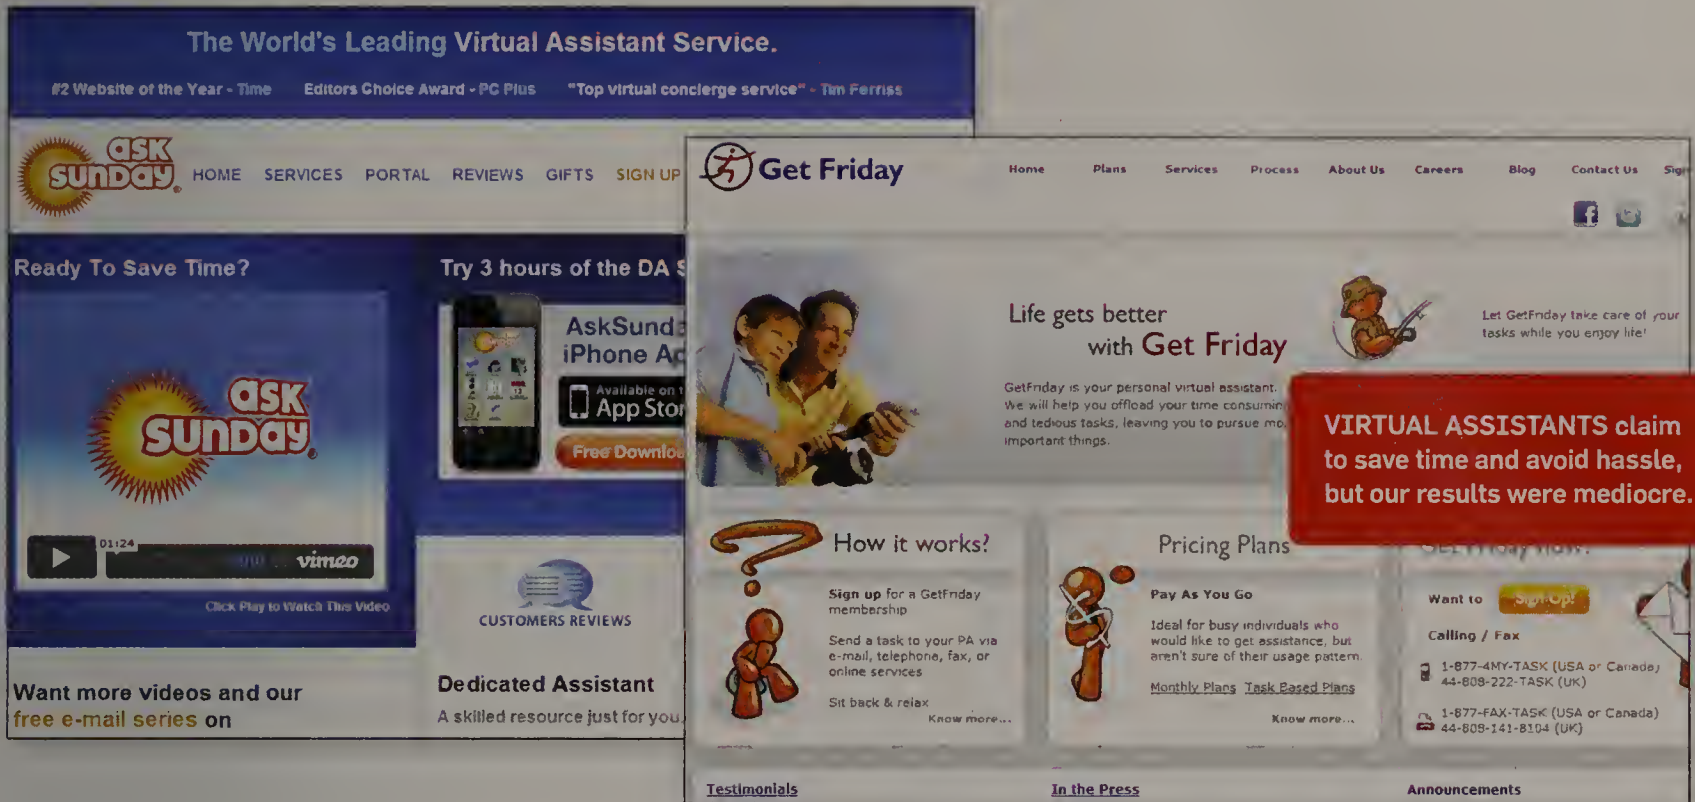 The World's Leading Virtual Assistant Service.
#2 Website of the Year - Time Editors Choice Award - PC Plus "Top virtual concierge service" - Tim Ferriss
ask
sunday
HOME SERVICES PORTAL REVIEWS GIFTS SIGN UP
Ready To Save Time?
ask
sunday
01:24
vimeo
Click Play to Watch This Video
Want more videos and our
free e-mail series on
Try 3 hours of the DA
AskSund
iPhone
Available on
App Stor
Free Downlo
CUSTOMERS REVIEWS
Dedicated Assistant
A skilled resource just for you.
Get Friday
Home Plans Services Process About Us Careers Blog Contact Us Sig
Life gets better
with Get Friday
GetFriday is your personal virtual assistant.
We will help you offload your time consumin
and tedious tasks, leaving you to pursue mo
important things.
Let GetFriday take care of your
tasks while you enjoy life!
VIRTUAL ASSISTANTS claim
to save time and avoid hassle,
but our results were mediocre.
How it works?
Sign up for a GetFriday
membership
Send a task to your PA via
e-mail, telephone, fax, or
online services
Sit back & relax
Know more...
Pricing Plans
Pay As You Go
Ideal for busy individuals who
would like to get assistance, but
aren't sure of their usage pattern.
Monthly Plans Task Based Plans
Know more...
Want to Sign Up!
Calling / Fax
1-877-4MY-TASK (USA or Canada)
44-808-222-TASK (UK)
1-877-FAX-TASK (USA or Canada)
44-808-141-8104 (UK)
Testimonials
In the Press
Announcements